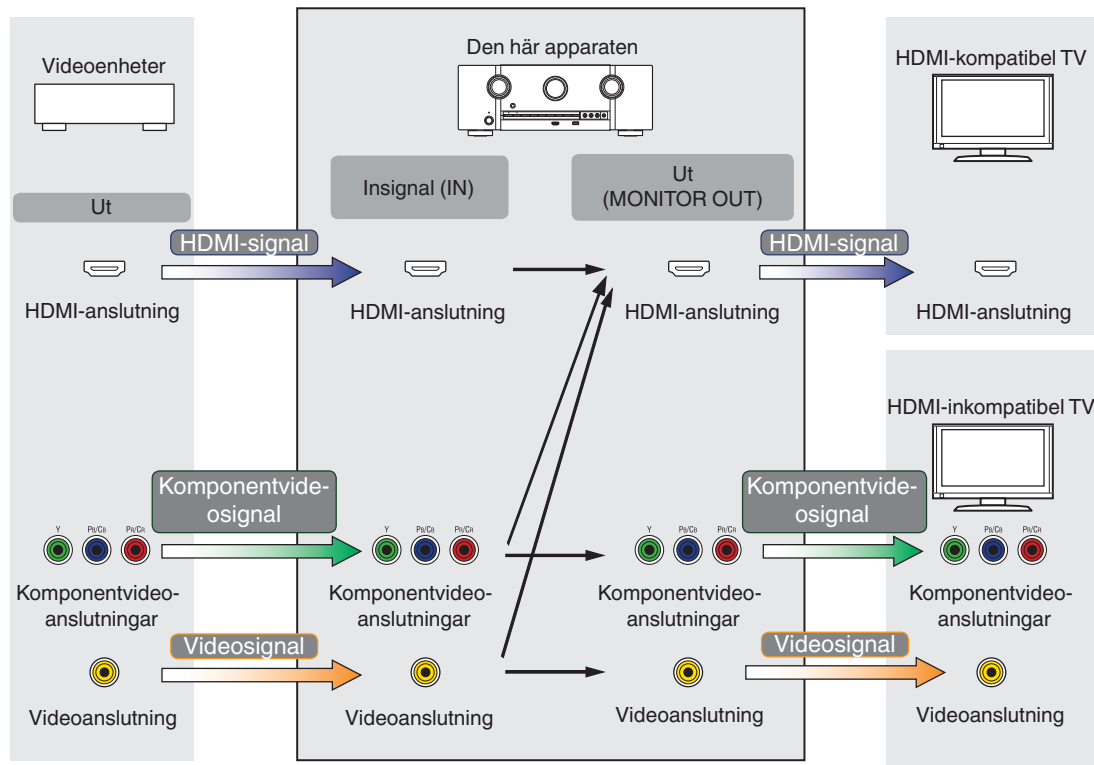 Videoenheter
Den här apparaten
HDMI-kompatibel TV
Ut
Insignal (IN)
Ut
(MONITOR OUT)
HDMI-signal
HDMI-signal
HDMI-anslutning
HDMI-anslutning
HDMI-anslutning
HDMI-anslutning
HDMI-inkompatibel TV
Komponentvide-
osignal
Komponentvide-
osignal
Y PB/CB PR/CR
Y PB/CB PR/CR
Y PB/CB PR/CR
Y PB/CB PR/CR
Komponentvideo-
anslutningar
Komponentvideo-
anslutningar
Komponentvideo-
anslutningar
Komponentvideo-
anslutningar
Videosignal
Videosignal
Videoanslutning
Videoanslutning
Videoanslutning
Videoanslutning